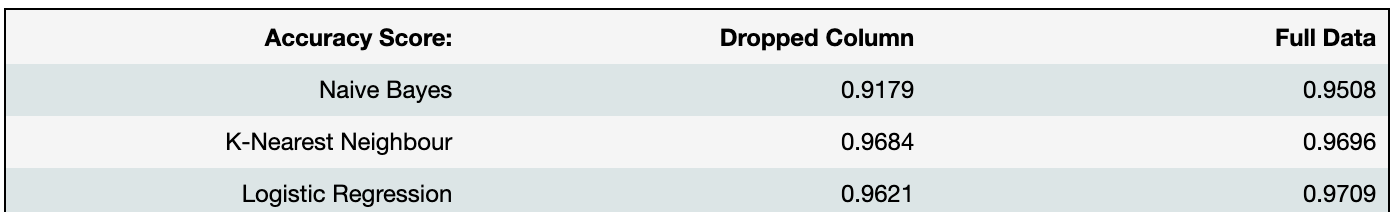 Accuracy Score: Dropped Column Full Data
Naive Bayes 0.9179 0.9508
K-Nearest Neighbour 0.9684 0.9696
Logistic Regression 0.9621 0.9709